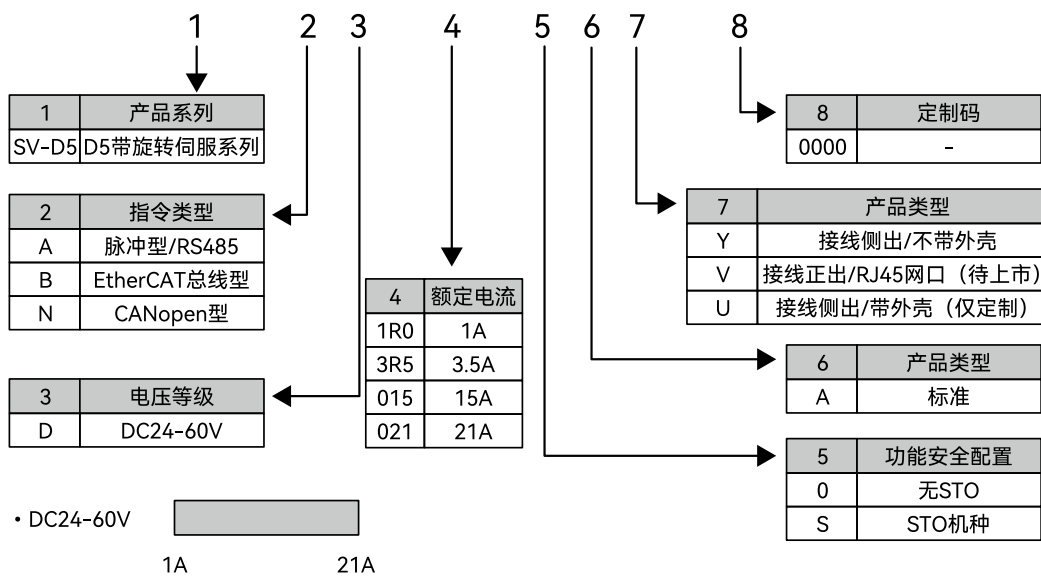 1 2 3 4 5 6 7 8
1 产品系列
SV-D5 D5带旋转伺服系列
2 指令类型
A 脉冲型/RS485
B EtherCAT总线型
N CANopen型
3 电压等级
D DC24-60V
4 额定电流
1R0 1A
3R5 3.5A
015 15A
021 21A
8 定制码
0000 -
7 产品类型
Y 接线侧出/不带外壳
V 接线正出/RJ45网口（待上市）
U 接线侧出/带外壳（仅定制）
6 产品类型
A 标准
5 功能安全配置
0 无STO
S STO机种
·DC24-60V
1A 21A